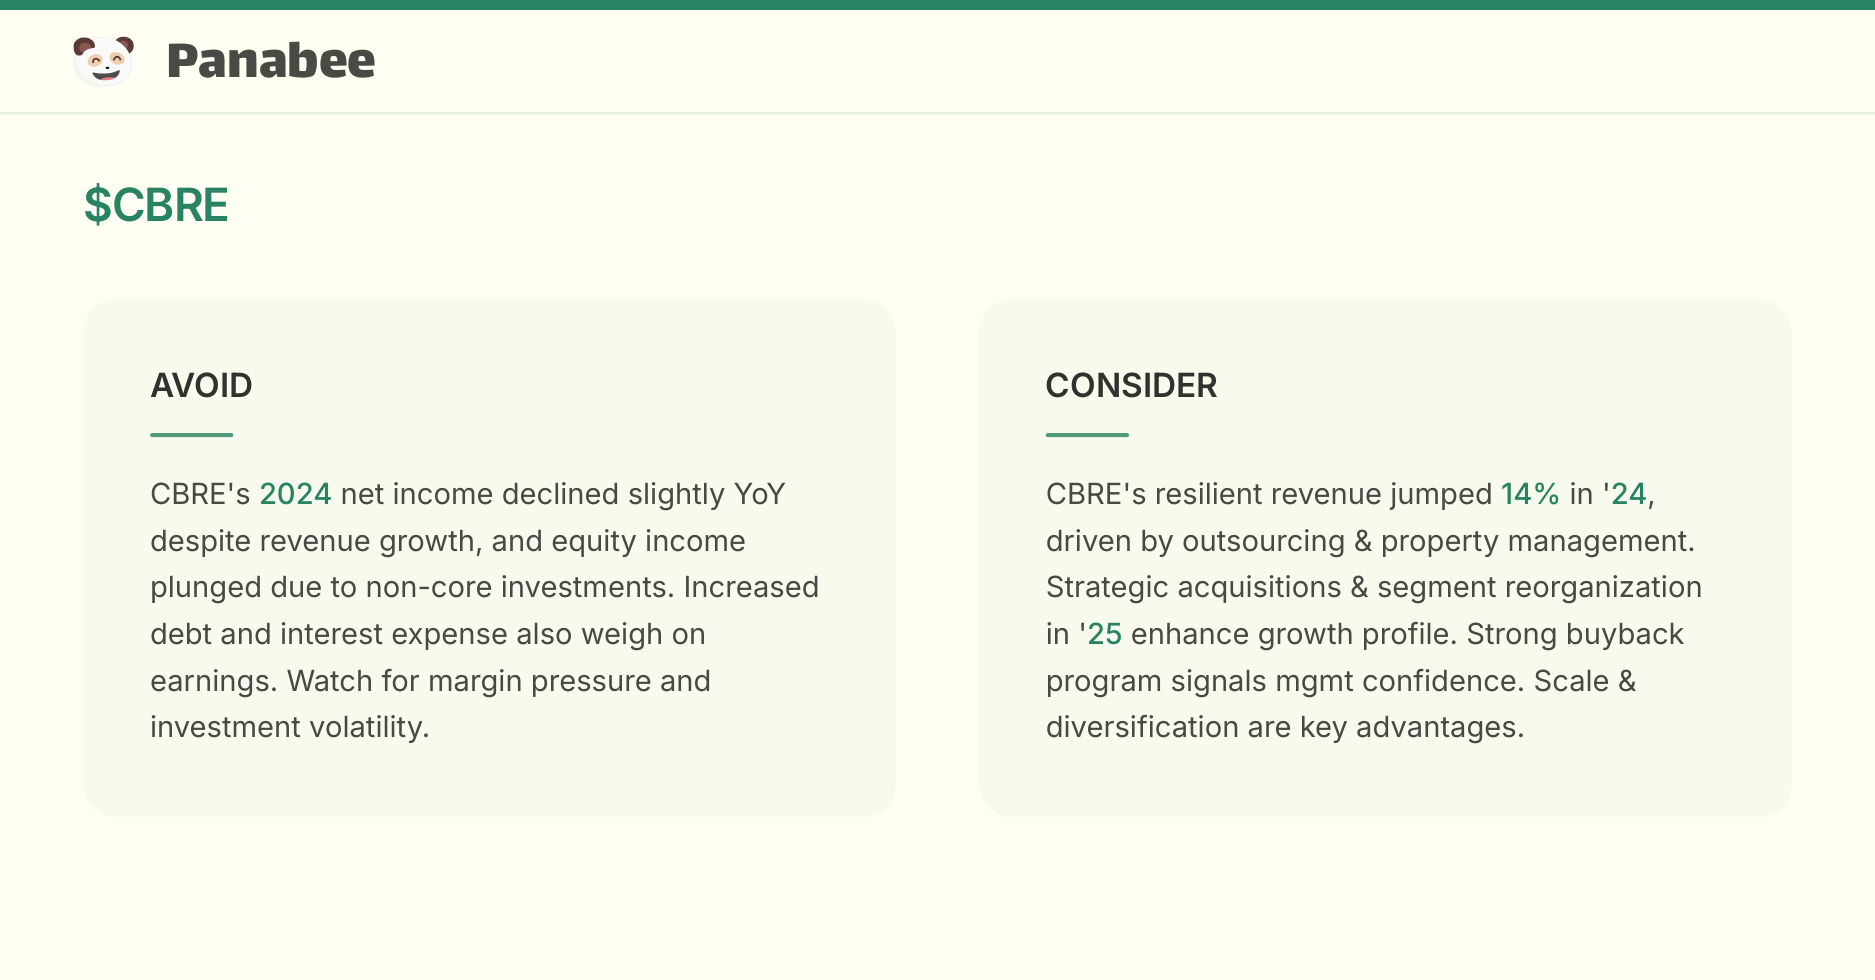 Panabee
$CBRE
AVOID
CBRE's 2024 net income declined slightly YoY
despite revenue growth, and equity income
plunged due to non-core investments. Increased
debt and interest expense also weigh on
earnings. Watch for margin pressure and
investment volatility.
CONSIDER
CBRE's resilient revenue jumped 14% in '24,
driven by outsourcing & property management.
Strategic acquisitions & segment reorganization
in '25 enhance growth profile. Strong buyback
program signals mgmt confidence. Scale &
diversification are key advantages.